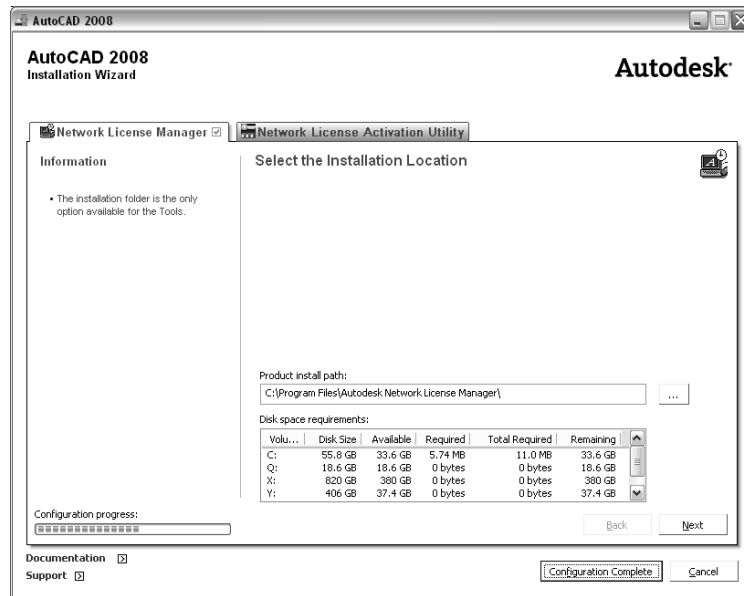 AutoCAD 2008
AutoCAD 2008
Installation Wizard
Autodesk
Network License Manager
Network License Activation Utility
Information
• The installation folder is the only
option available for the Tools.
Select the Installation Location
Product install path:
C:\Program Files\Autodesk Network License Manager\
...
Disk space requirements:
Volu... Disk Size Available Required Total Required Remaining
C: 55.8 GB 33.6 GB 5.74 MB 11.0 MB 33.6 GB
Q: 18.6 GB 18.6 GB 0 bytes 0 bytes 18.6 GB
X: 820 GB 380 GB 0 bytes 0 bytes 380 GB
Y: 406 GB 37.4 GB 0 bytes 0 bytes 37.4 GB
Configuration progress:
Back Next
Documentation
Support
Configuration Complete Cancel